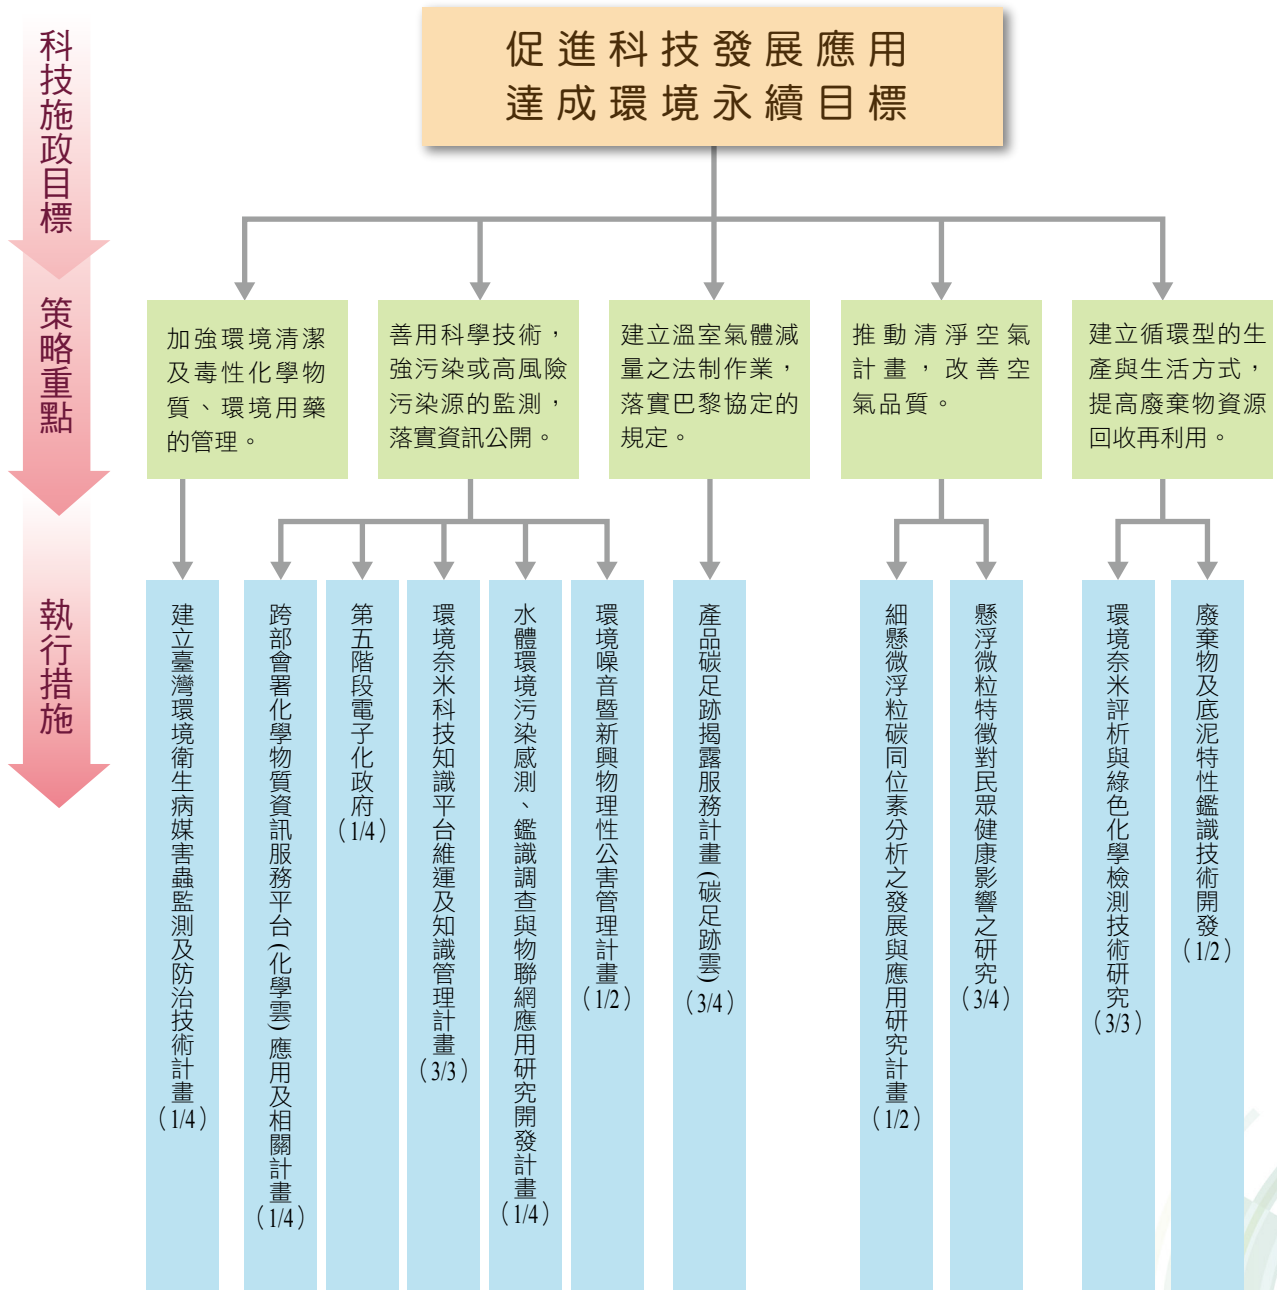 科技施政目標
策略重點
執行措施
促進科技發展應用
達成環境永續目標
加強環境清潔
及毒性化學物
質、環境用藥
的管理。
善用科學技術，
強污染或高風險
污染源的監測，
落實資訊公開。
建立溫室氣體減
量之法制作業，
落實巴黎協定的
規定。
推動清淨空氣
計畫，改善空
氣品質。
建立循環型的生
產與生活方式，
提高廢棄物資源
回收再利用。
建立臺灣環境衛生病媒害蟲監測及防治技術計畫（1/4）
跨部會署化學物質資訊服務平台(化學雲)應用及相關計畫（1/4）
第五階段電子化政府（1/4）
環境奈米科技知識平台維運及知識管理計畫（3/3）
水體環境污染感測、鑑識調查與物聯網應用研究開發計畫（1/4）
環境噪音暨新興物理性公害管理計畫（1/2）
產品碳足跡揭露服務計畫(碳足跡雲)（3/4）
細懸微浮粒碳同位素分析之發展與應用研究計畫（1/2）
懸浮微粒特徵對民眾健康影響之研究（3/4）
環境奈米評析與綠色化學檢測技術研究（3/3）
廢棄物及底泥特性鑑識技術開發（1/2）